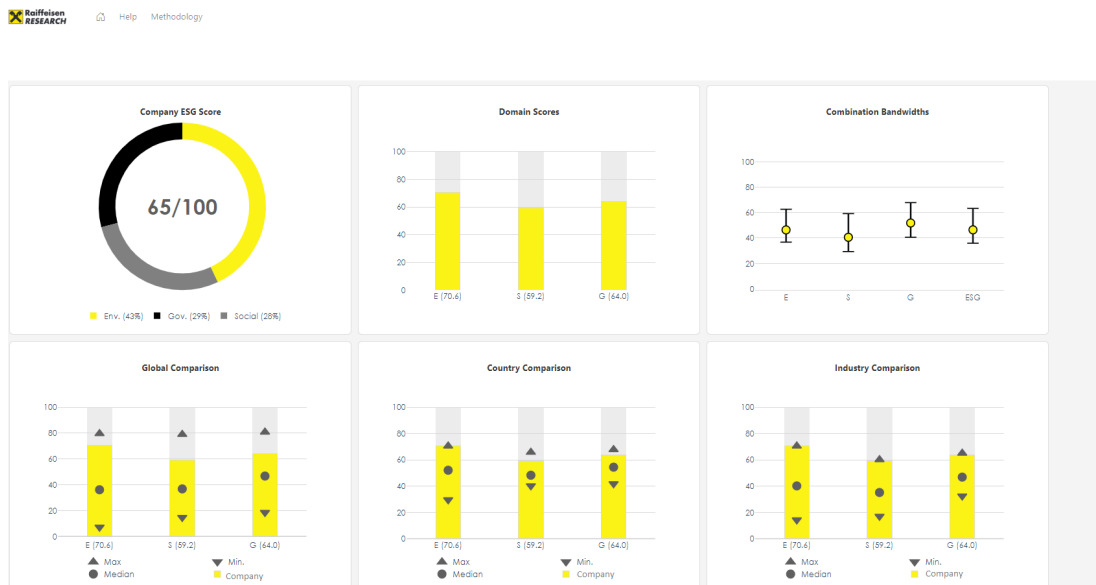 Raiffeisen
RESEARCH
Help Methodology
Company ESG Score
65/100
Env. (43%) Gov. (29%) Social (28%)
Domain Scores
100
80
60
40
20
0
E (70.6) S (59.2) G (64.0)
Combination Bandwidths
100
80
60
40
20
0
E S G ESG
Global Comparison
100
80
60
40
20
0
E (70.6) S (59.2) G (64.0)
Max Min.
Median Company
Country Comparison
100
80
60
40
20
0
E (70.6) S (59.2) G (64.0)
Max Min.
Median Company
Industry Comparison
100
80
60
40
20
0
E (70.6) S (59.2) G (64.0)
Max Min.
Median Company